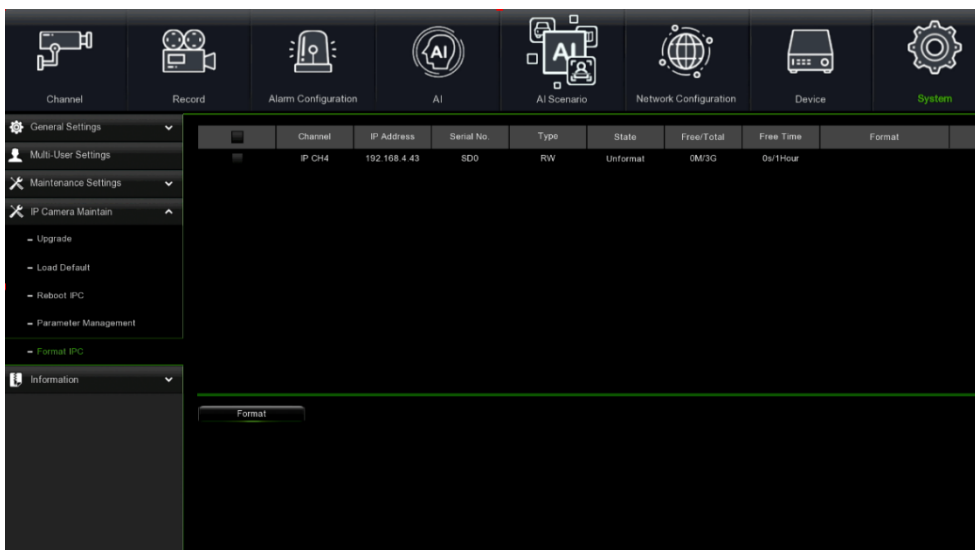 AI
AI
Channel Record Alarm Configuration AI AI Scenario Network Configuration Device System
General Settings
Multi-User Settings
Maintenance Settings
IP Camera Maintain
Upgrade
Load Default
Reboot IPC
Parameter Management
Format IPC
Information
Channel IP Address Serial No. Type State Free/Total Free Time Format
IP CH4 192.168.4.43 SD0 RW Unformat 0M/3G 0s/1Hour
Format